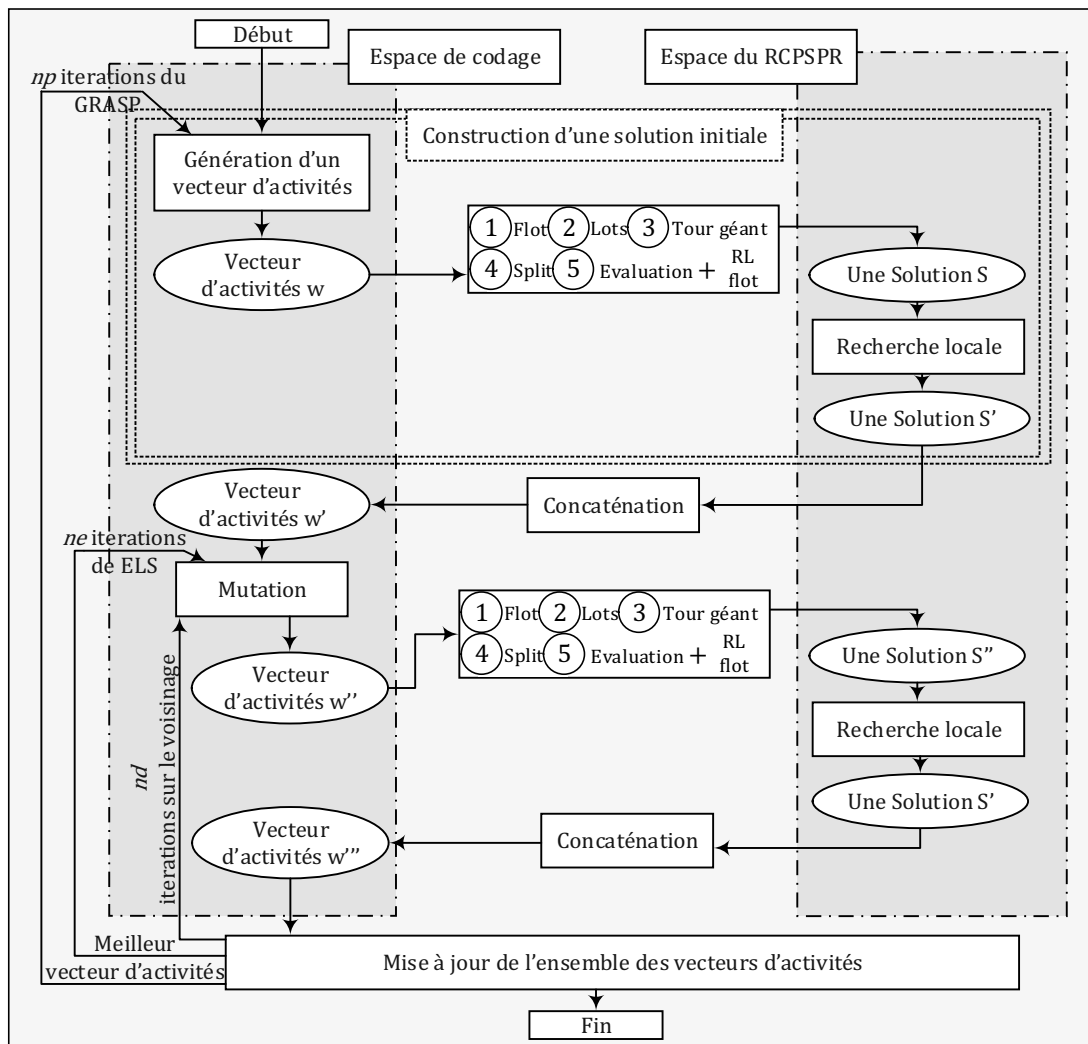 Début
Espace de codage
Espace du RCPSPR
np iterations du
GRASP
Construction d'une solution initiale
Génération d'un
vecteur d'activités
1 Flot 2 Lots 3 Tour géant
4 Split 5 Evaluation + RL
flot
Vecteur
d'activités w
Une Solution S
Recherche locale
Une Solution S'
Vecteur
d'activités w'
Concaténation
ne iterations
de ELS
Mutation
1 Flot 2 Lots 3 Tour géant
4 Split 5 Evaluation + RL
flot
Vecteur
d'activités w''
Une Solution S''
Recherche locale
nd
iterations sur le voisinage
Une Solution S'
Vecteur
d'activités w'''
Concaténation
Meilleur
vecteur d'activités
Mise à jour de l'ensemble des vecteurs d'activités
Fin